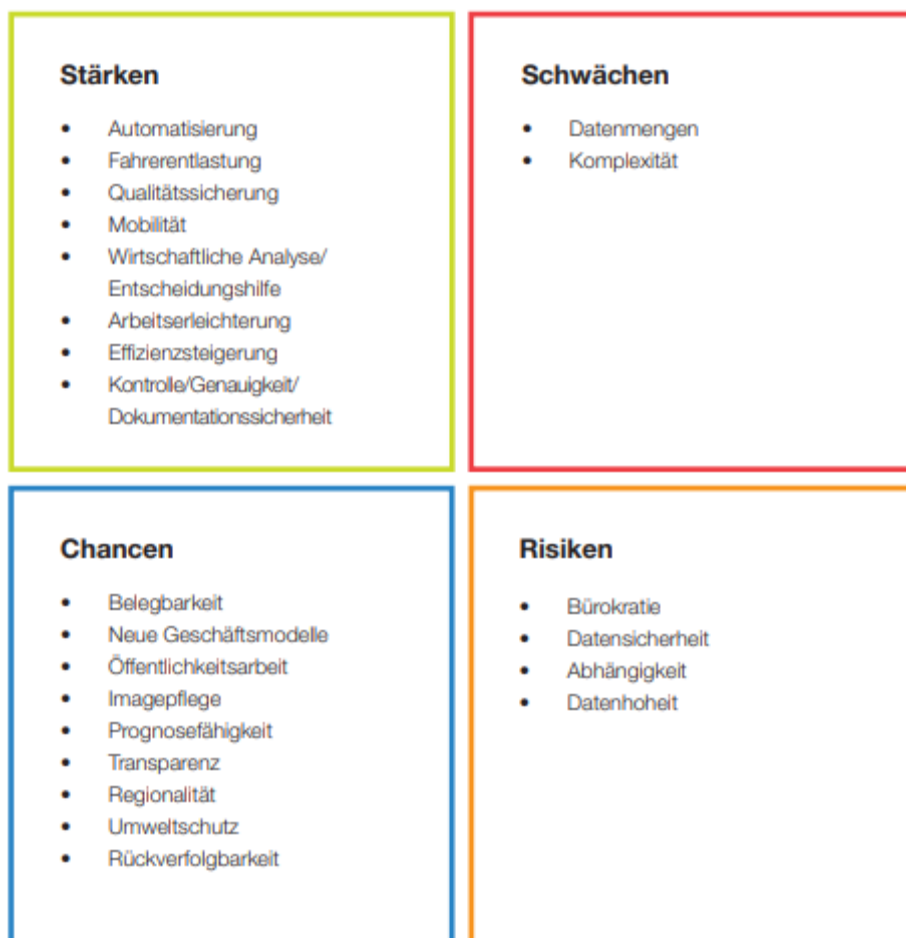 Stärken
• Automatisierung
• Fahrerentlastung
• Qualitätssicherung
• Mobilität
• Wirtschaftliche Analyse/
Entscheidungshilfe
• Arbeitserleichterung
• Effizienzsteigerung
• Kontrolle/Genauigkeit/
Dokumentationssicherheit
Schwächen
• Datenmengen
• Komplexität
Chancen
• Belegbarkeit
• Neue Geschäftsmodelle
• Öffentlichkeitsarbeit
• Imagepflege
• Prognosefähigkeit
• Transparenz
• Regionalität
• Umweltschutz
• Rückverfolgbarkeit
Risiken
• Bürokratie
• Datensicherheit
• Abhängigkeit
• Datenhoheit